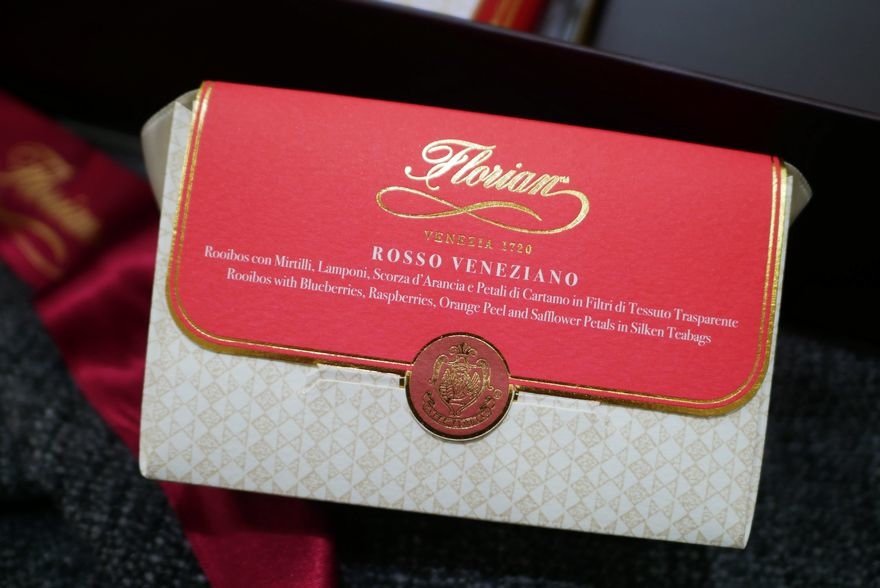 Florian™
VENEZIA 1720
ROSSO VENEZIANO
Rooibos con Mirtilli, Lamponi, Scorza d'Arancia e Petali di Cartamo in Filtri di Tessuto Trasparente
Rooibos with Blueberries, Raspberries, Orange Peel and Safflower Petals in Silken Teabags
Florian